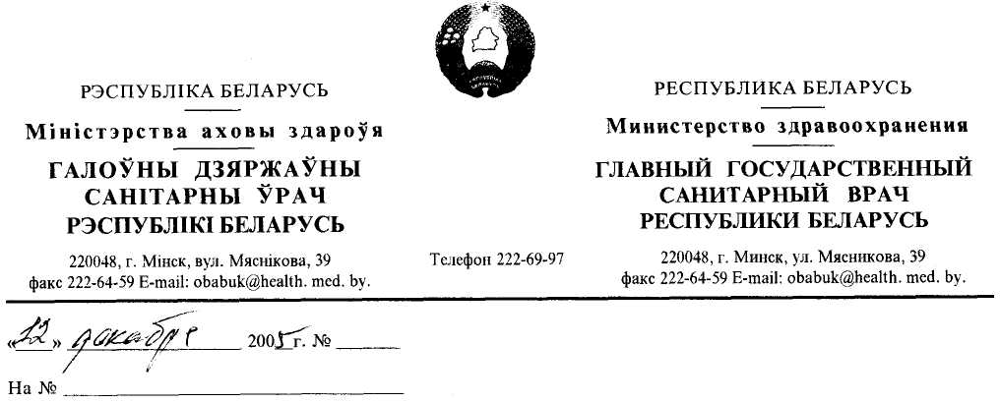 РЭСПУБЛІКА БЕЛАРУСЬ
Міністэрства аховы здароўя
ГАЛОЎНЫ ДЗЯРЖАЎНЫ
САНІТАРНЫ ЎРАЧ
РЭСПУБЛІКІ БЕЛАРУСЬ
220048, г. Мінск, вул. Мяснікова, 39
факс 222-64-59 E-mail: obabuk@health. med. by.
Телефон 222-69-97
РЕСПУБЛИКА БЕЛАРУСЬ
Министерство здравоохранения
ГЛАВНЫЙ ГОСУДАРСТВЕННЫЙ
САНИТАРНЫЙ ВРАЧ
РЕСПУБЛИКИ БЕЛАРУСЬ
220048, г. Минск, ул. Мясникова, 39
факс 222-64-59 E-mail: obabuk@health. med. by.
«12» декабря 2005 г. №
На №